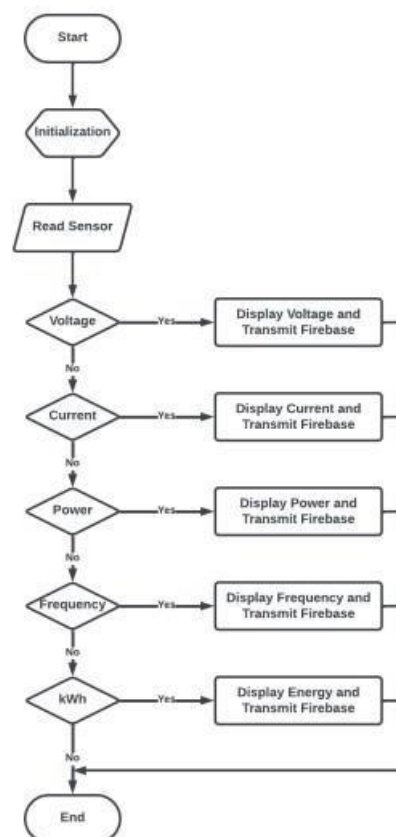 Start
Initialization
Read Sensor
Voltage
Yes
Display Voltage and
Transmit Firebase
No
Current
Yes
Display Current and
Transmit Firebase
No
Power
Yes
Display Power and
Transmit Firebase
No
Frequency
Yes
Display Frequency and
Transmit Firebase
No
kWh
Yes
Display Energy and
Transmit Firebase
No
End